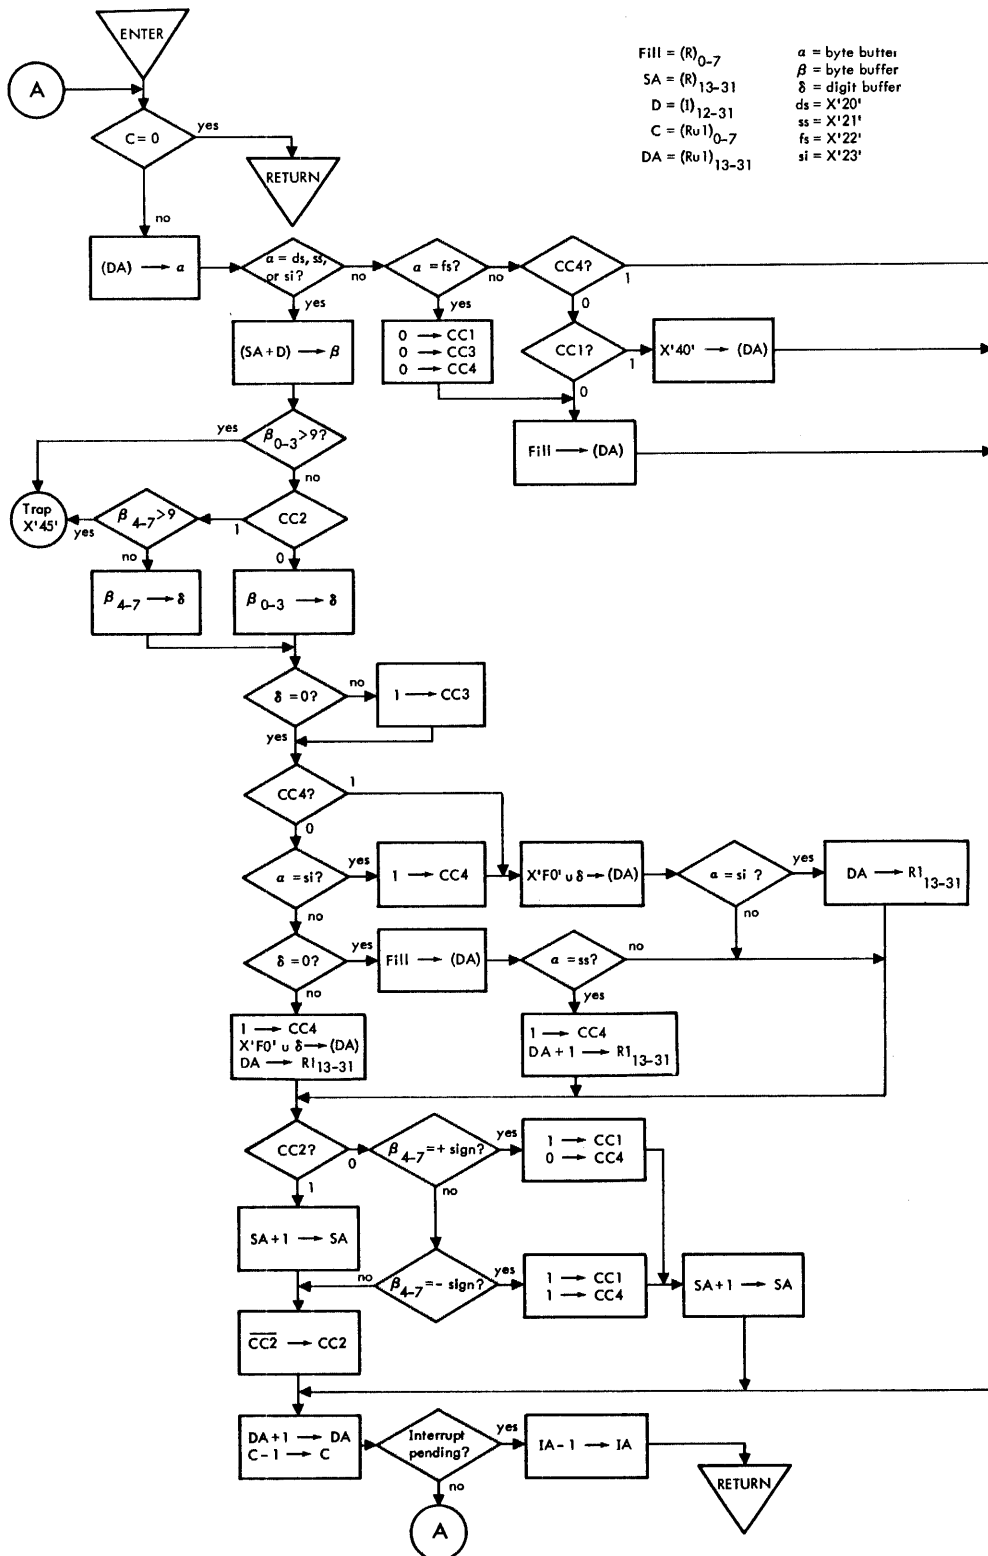 ENTER
A
C = 0
yes
RETURN
no
Fill = (R)0-7
SA = (R)13-31
D = (I)12-31
C = (Ru1)0-7
DA = (Ru1)13-31
α = byte butter
β = byte buffer
δ = digit buffer
ds = X'20'
ss = X'21'
fs = X'22'
si = X'23'
(DA) → α
α = ds, ss,
or si?
no
yes
α = fs?
no
yes
CC4?
1
0
(SA + D) → β
0 → CC1
0 → CC3
0 → CC4
CC1?
1
0
X'40' → (DA)
Fill → (DA)
β0-3 > 9?
yes
no
Trap
X'45'
yes
β4-7 > 9
no
1
CC2
0
β4-7 → δ
β0-3 → δ
δ = 0?
no
yes
1 → CC3
CC4?
1
0
α = si?
yes
no
1 → CC4
X'F0' ∪ δ → (DA)
α = si ?
yes
no
DA → R1 13-31
δ = 0?
yes
no
Fill → (DA)
α = ss?
no
yes
1 → CC4
X'F0' ∪ δ → (DA)
DA → R1 13-31
1 → CC4
DA + 1 → R1 13-31
CC2?
0
1
β4-7 = + sign?
yes
no
1 → CC1
0 → CC4
SA + 1 → SA
no
β4-7 = - sign?
yes
1 → CC1
1 → CC4
SA + 1 → SA
C̅C̅2̅ → CC2
DA + 1 → DA
C - 1 → C
Interrupt
pending?
yes
no
IA - 1 → IA
RETURN
A